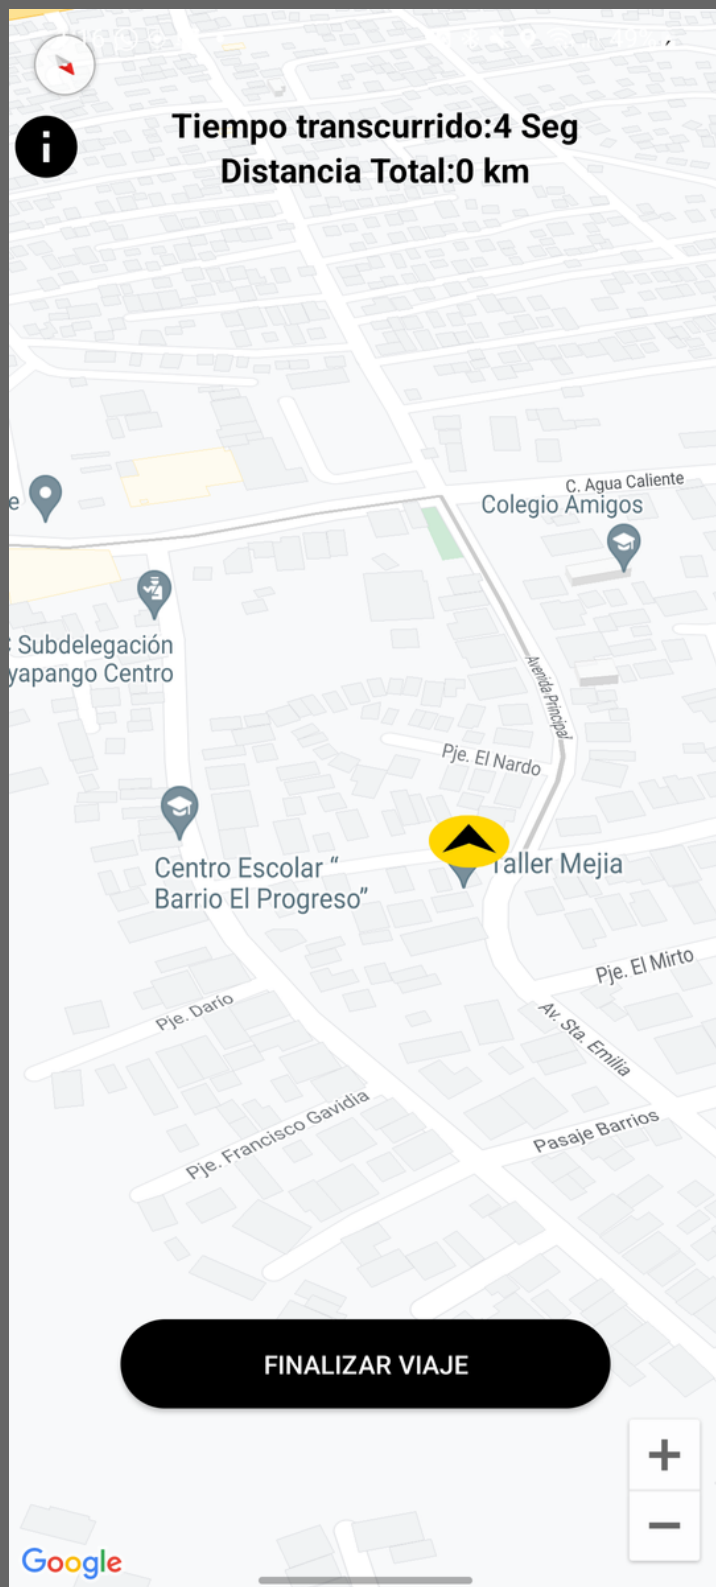 Tiempo transcurrido:4 Seg
Distancia Total:0 km
C. Agua Caliente
Colegio Amigos
e
Subdelegación
yapango Centro
Avenida Principal
Pje. El Nardo
Taller Mejia
Centro Escolar “
Barrio El Progreso”
Pje. El Mirto
Pje. Darío
Av. Sta. Emilia
Pje. Francisco Gavidia
Pasaje Barrios
FINALIZAR VIAJE
+
−
Google